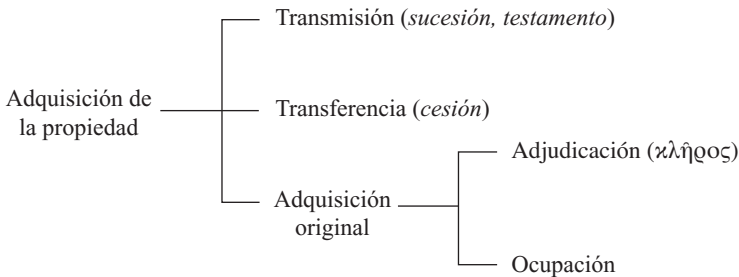 Transmisión (sucesión, testamento)
Adquisición de
la propiedad
Transferencia (cesión)
Adjudicación (ϰλῆρος)
Adquisición
original
Ocupación